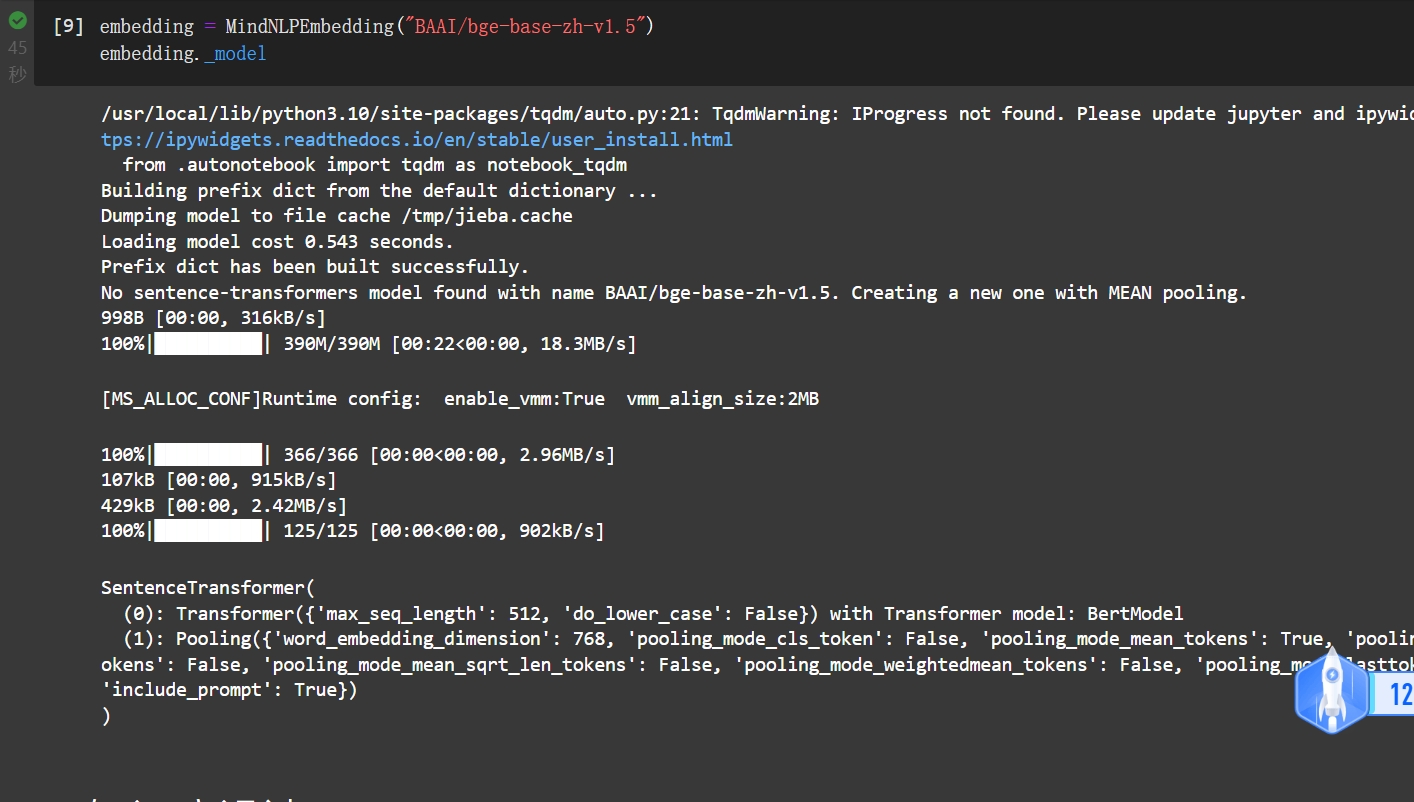 [9] embedding = MindNLPEmbedding("BAAI/bge-base-zh-v1.5")
45 embedding._model
秒
/usr/local/lib/python3.10/site-packages/tqdm/auto.py:21: TqdmWarning: IProgress not found. Please update jupyter and ipywid
tps://ipywidgets.readthedocs.io/en/stable/user_install.html
from .autonotebook import tqdm as notebook_tqdm
Building prefix dict from the default dictionary ...
Dumping model to file cache /tmp/jieba.cache
Loading model cost 0.543 seconds.
Prefix dict has been built successfully.
No sentence-transformers model found with name BAAI/bge-base-zh-v1.5. Creating a new one with MEAN pooling.
998B [00:00, 316kB/s]
100%|██████████| 390M/390M [00:22<00:00, 18.3MB/s]
[MS_ALLOC_CONF]Runtime config:  enable_vmm:True  vmm_align_size:2MB
100%|██████████| 366/366 [00:00<00:00, 2.96MB/s]
107kB [00:00, 915kB/s]
429kB [00:00, 2.42MB/s]
100%|██████████| 125/125 [00:00<00:00, 902kB/s]
SentenceTransformer(
(0): Transformer({'max_seq_length': 512, 'do_lower_case': False}) with Transformer model: BertModel
(1): Pooling({'word_embedding_dimension': 768, 'pooling_mode_cls_token': False, 'pooling_mode_mean_tokens': True, 'poolin
okens': False, 'pooling_mode_mean_sqrt_len_tokens': False, 'pooling_mode_weightedmean_tokens': False,
'include_prompt': True})
)
12